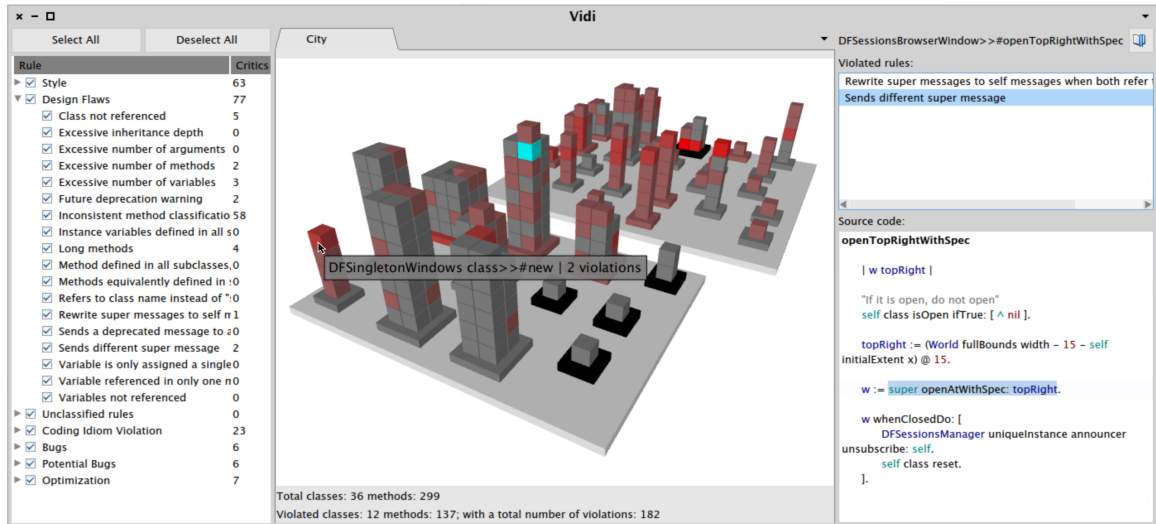 Vidi
Select All
Deselect All
Rule
Critics
Style 63
Design Flaws 77
Class not referenced 5
Excessive inheritance depth 0
Excessive number of arguments 0
Excessive number of methods 2
Excessive number of variables 3
Future deprecation warning 2
Inconsistent method classificatio 58
Instance variables defined in all s 0
Long methods 4
Method defined in all subclasses, 0
Methods equivalently defined in : 0
Refers to class name instead of " 0
Rewrite super messages to self m 1
Sends a deprecated message to a 0
Sends different super message 2
Variable is only assigned a single 0
Variable referenced in only one m 0
Variables not referenced 0
Unclassified rules 0
Coding Idiom Violation 23
Bugs 6
Potential Bugs 6
Optimization 7
City
DFSingletonWindows class>>#new | 2 violations
Total classes: 36 methods: 299
Violated classes: 12 methods: 137; with a total number of violations: 182
DFSessionsBrowserWindow>>#openTopRightWithSpec
Violated rules:
Rewrite super messages to self messages when both refer t
Sends different super message
Source code:
openTopRightWithSpec
| w topRight |
"If it is open, do not open"
self class isOpen ifTrue: [ ^ nil ].
topRight := (World fullBounds width - 15 - self
initialExtent x) @ 15.
w := super openAtWithSpec: topRight.
w whenClosedDo: [
DFSessionsManager uniqueInstance announcer
unsubscribe: self.
self class reset.
].